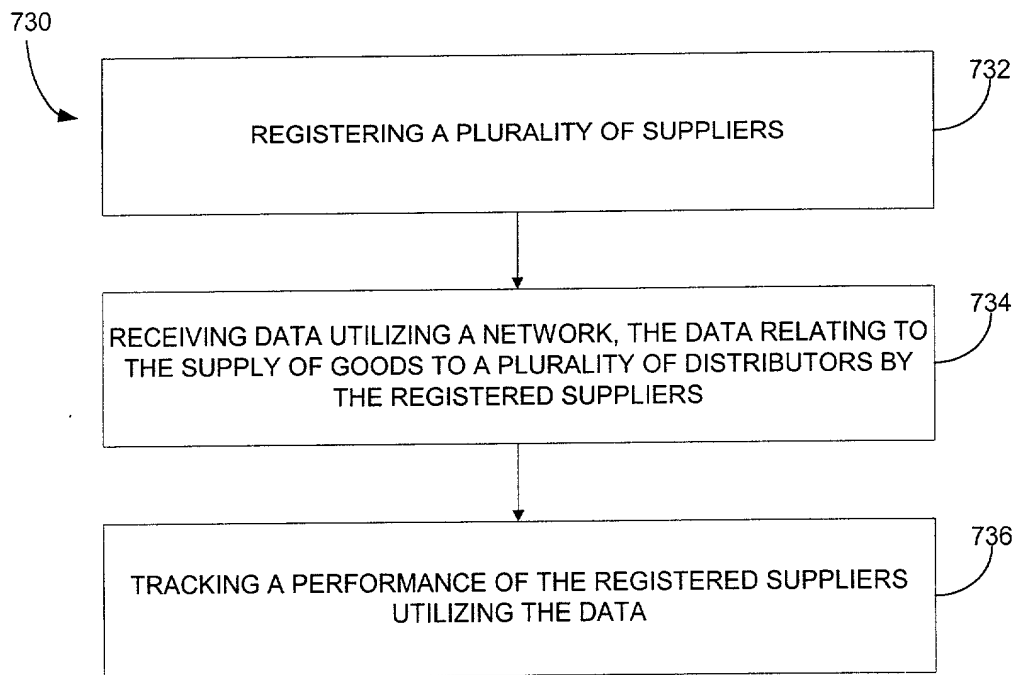 730
732
REGISTERING A PLURALITY OF SUPPLIERS
734
RECEIVING DATA UTILIZING A NETWORK, THE DATA RELATING TO
THE SUPPLY OF GOODS TO A PLURALITY OF DISTRIBUTORS BY
THE REGISTERED SUPPLIERS
736
TRACKING A PERFORMANCE OF THE REGISTERED SUPPLIERS
UTILIZING THE DATA